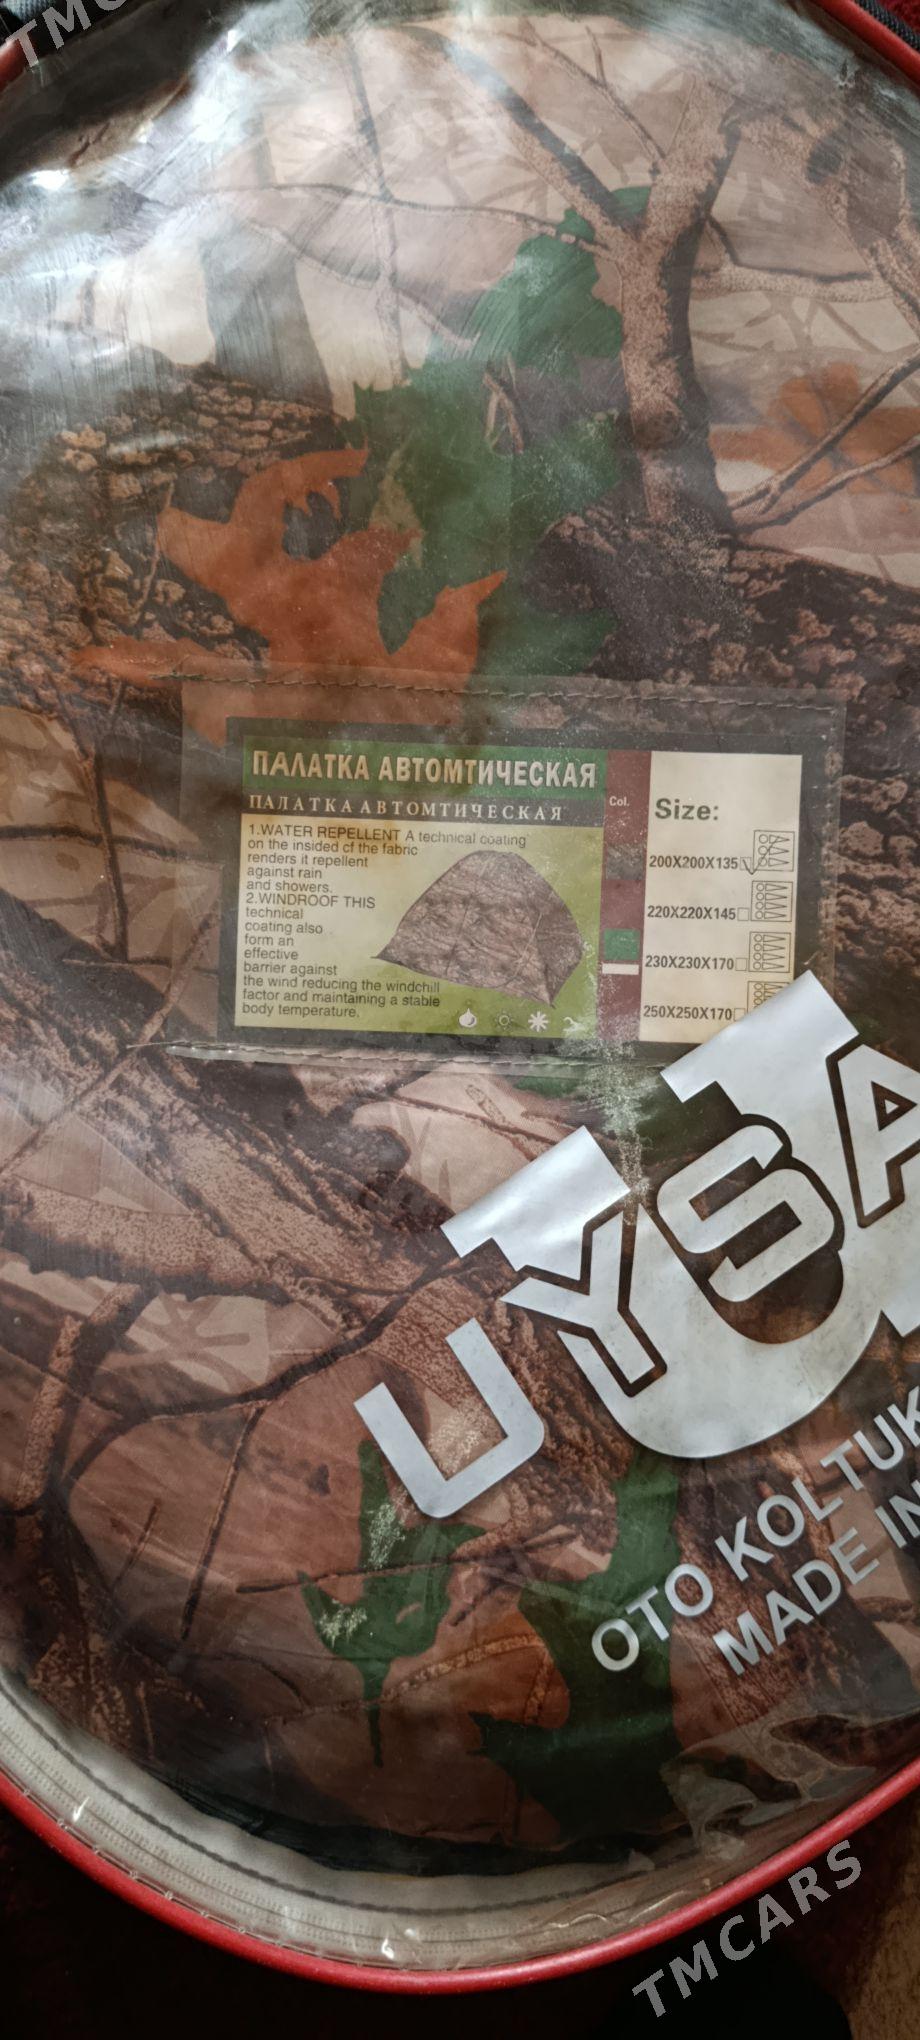 ПАЛАТКА АВТОМТИЧЕСКАЯ
ПАЛАТКА АВТОМТИЧЕСКАЯ
1.WATER REPELLENT A technical coating
on the insided cf the fabric
renders it repellent
against rain
and showers.
2.WINDROOF THIS
technical
coating also
form an
effective
barrier against
the wind reducing the windchill
factor and maintaining a stable
body temperature.
Col.
Size:
200X200X135
220X220X145
230X230X170
250X250X170
UYSA
OTO KOLTUK
MADE IN
TMCARS